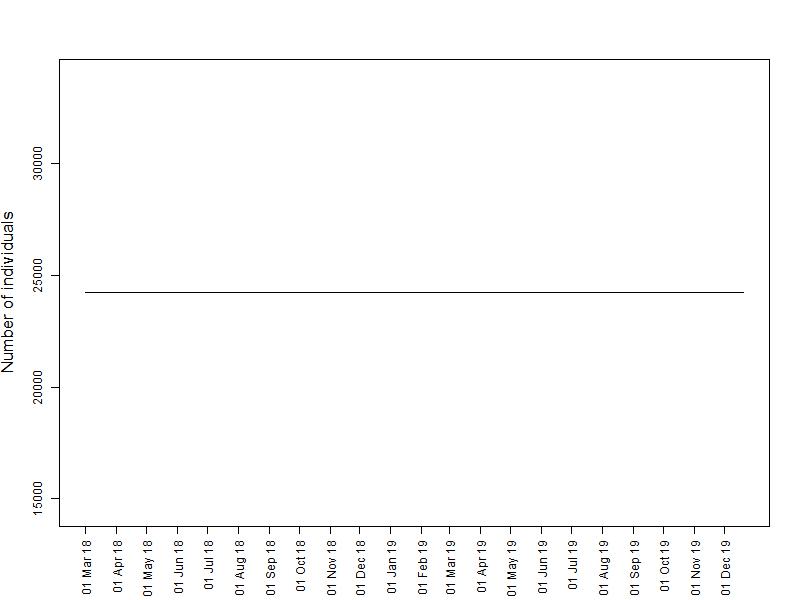 Number of individuals
30000
25000
20000
15000
01 Mar 18
01 Apr 18
01 May 18
01 Jun 18
01 Jul 18
01 Aug 18
01 Sep 18
01 Oct 18
01 Nov 18
01 Dec 18
01 Jan 19
01 Feb 19
01 Mar 19
01 Apr 19
01 May 19
01 Jun 19
01 Jul 19
01 Aug 19
01 Sep 19
01 Oct 19
01 Nov 19
01 Dec 19